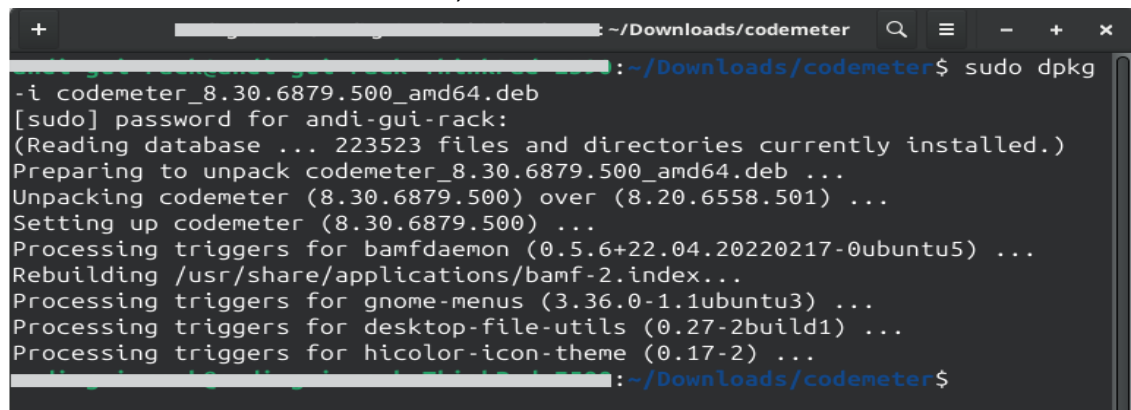 :~/Downloads/codemeter
:~/Downloads/codemeter$ sudo dpkg
-i codemeter_8.30.6879.500_amd64.deb
[sudo] password for andi-gui-rack:
(Reading database ... 223523 files and directories currently installed.)
Preparing to unpack codemeter_8.30.6879.500_amd64.deb ...
Unpacking codemeter (8.30.6879.500) over (8.20.6558.501) ...
Setting up codemeter (8.30.6879.500) ...
Processing triggers for bamfdaemon (0.5.6+22.04.20220217-0ubuntu5) ...
Rebuilding /usr/share/applications/bamf-2.index...
Processing triggers for gnome-menus (3.36.0-1.1ubuntu3) ...
Processing triggers for desktop-file-utils (0.27-2build1) ...
Processing triggers for hicolor-icon-theme (0.17-2) ...
:~/Downloads/codemeter$